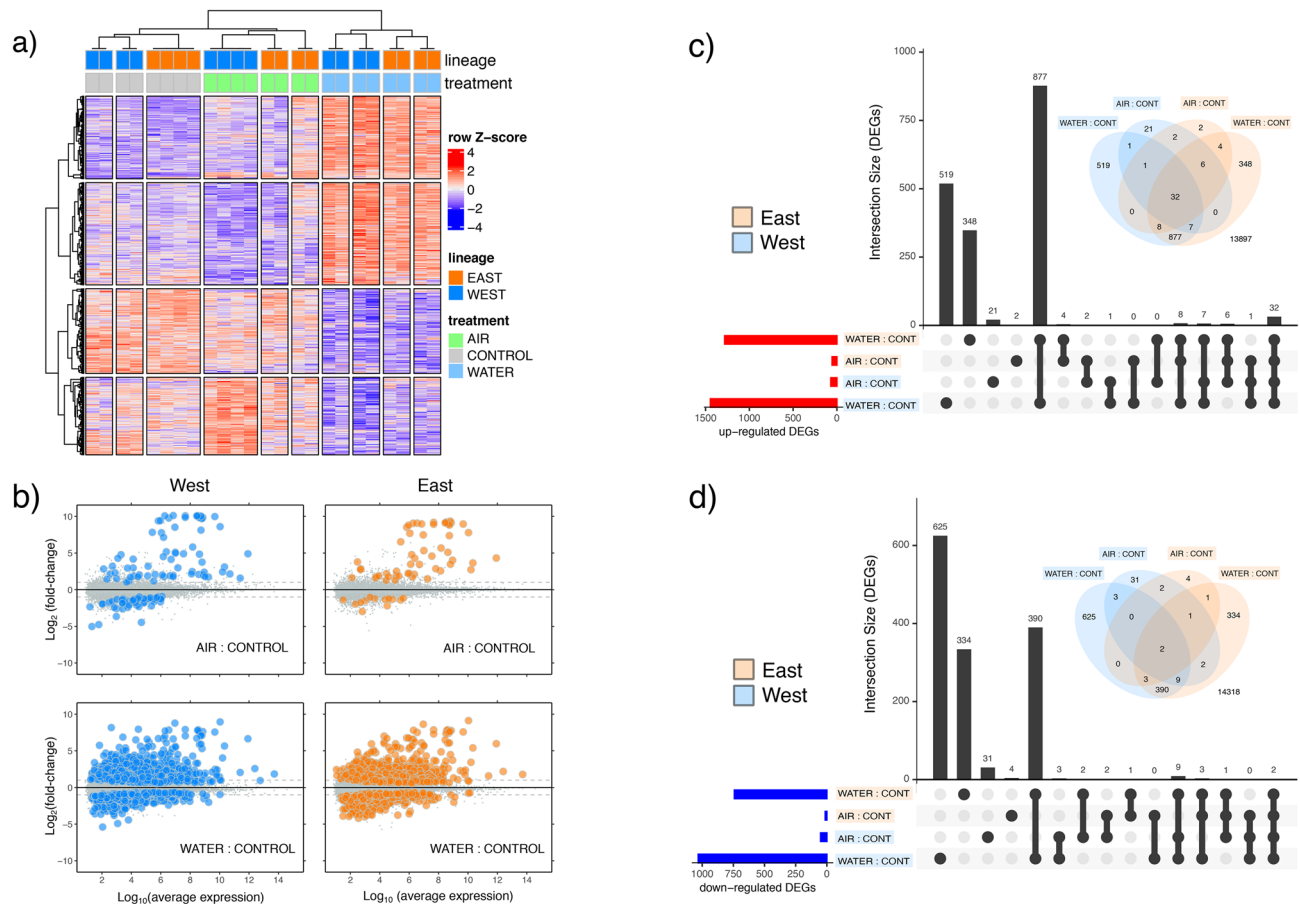 a)
lineage
treatment
row Z-score
4
2
0
−2
−4
lineage
EAST
WEST
treatment
AIR
CONTROL
WATER
b)
West
East
Log2 (fold-change)
10
5
0
−5
−10
AIR : CONTROL
AIR : CONTROL
Log2(fold-change)
10
5
0
−5
−10
WATER : CONTROL
WATER : CONTROL
2 4 6 8 10 12 14
2 4 6 8 10 12 14
Log10(average expression)
Log10 (average expression)
c)
Intersection Size (DEGs)
1000
750
500
250
0
519 348 21 2 877 4 2 1 0 0 8 7 6 1 32
AIR : CONT
AIR : CONT
WATER : CONT
WATER : CONT
21
2
1
2
4
519
1
6
348
32
0
0
8
7
877
13897
East
West
WATER : CONT
AIR : CONT
AIR : CONT
WATER : CONT
1500 1000 500 0
up-regulated DEGs
d)
Intersection Size (DEGs)
600
400
200
0
625 334 31 4 390 3 2 2 1 0 9 3 1 0 2
AIR : CONT
AIR : CONT
WATER : CONT
WATER : CONT
31
4
3
2
1
625
0
1
334
2
0
2
3
9
390
14318
East
West
WATER : CONT
AIR : CONT
AIR : CONT
WATER : CONT
1000 750 500 250 0
down-regulated DEGs